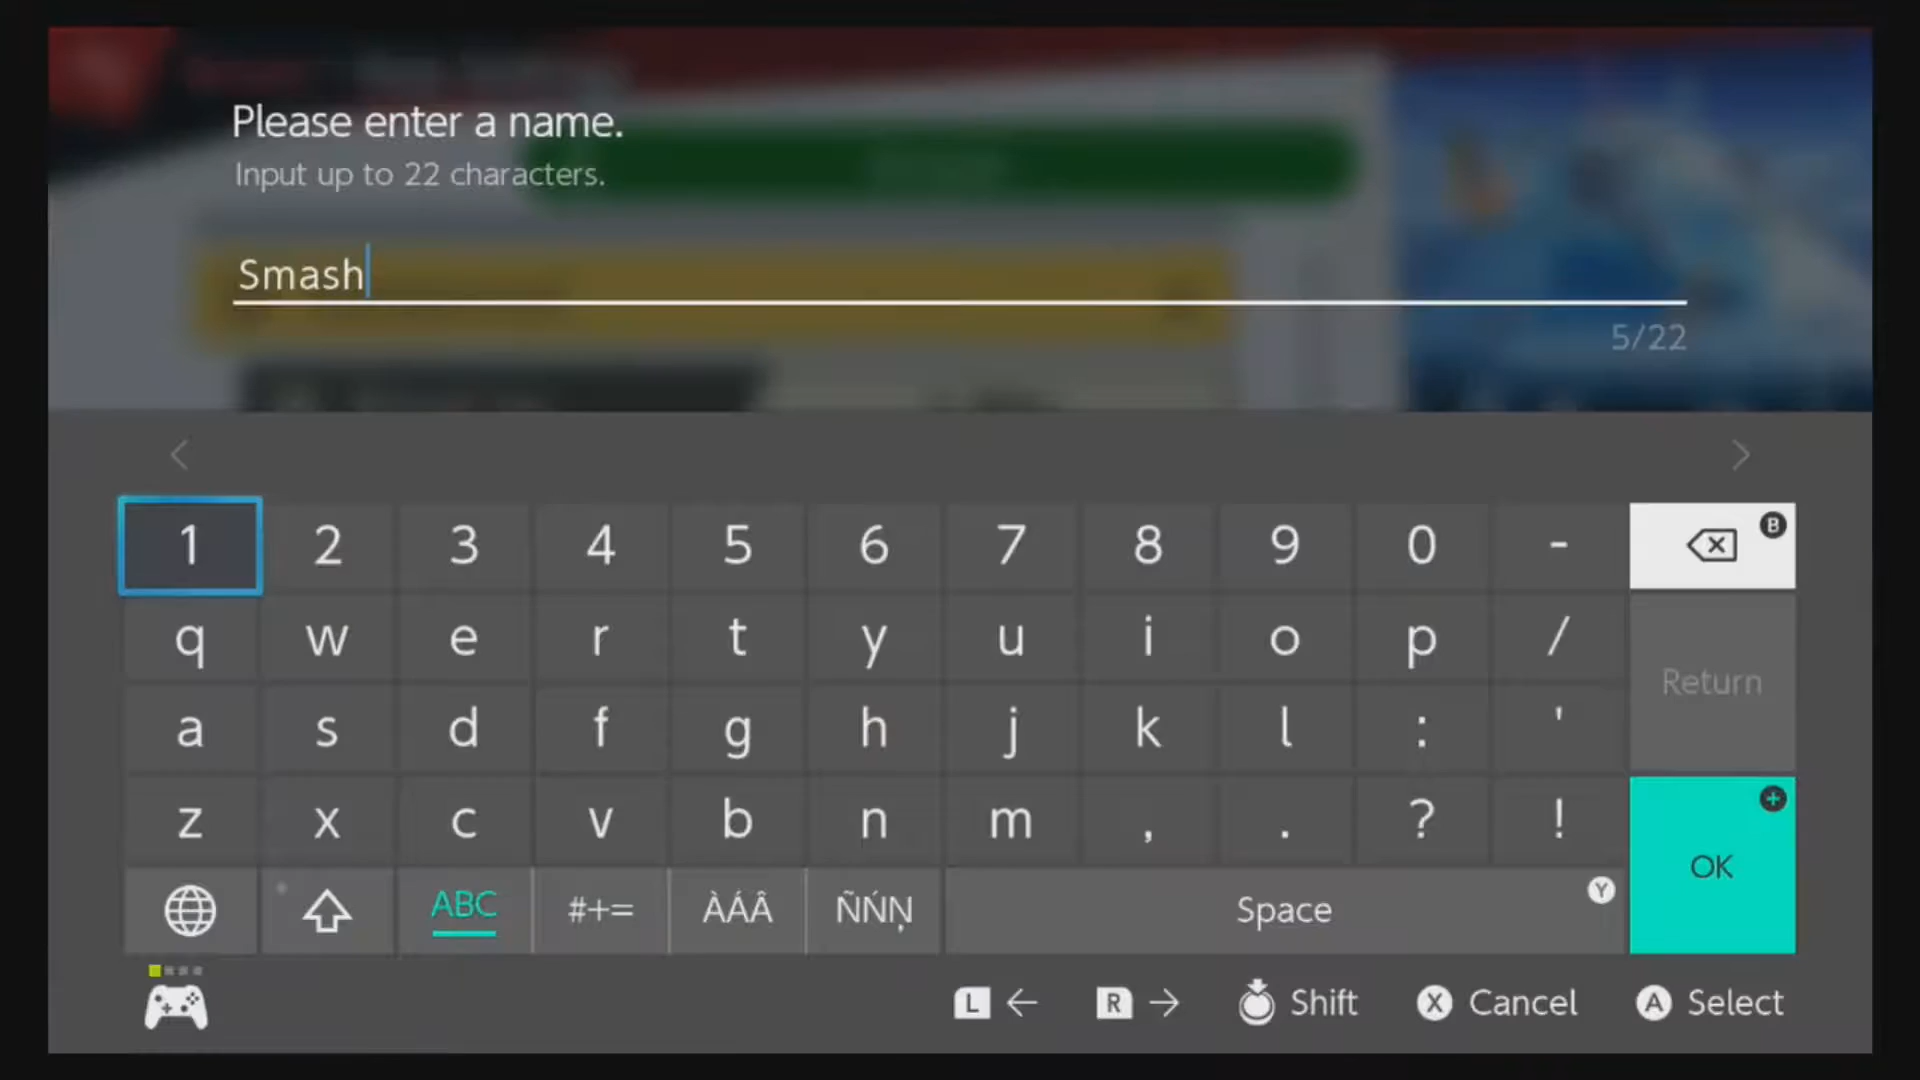 Please enter a name.
Input up to 22 characters.
Smash
5/22
1 2 3 4 5 6 7 8 9 0 - B
q w e r t y u i o p /
Return
a s d f g h j k l : '
z x c v b n m , . ? ! +
OK
ABC #+= ÀÁÂ ÑŃŅ Space Y
L ← R → Shift X Cancel A Select